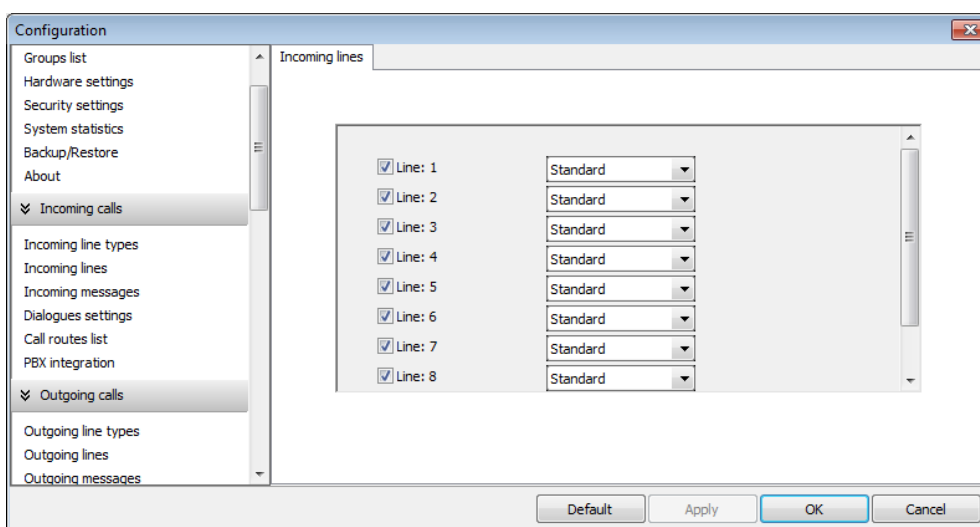 Configuration
Groups list
Hardware settings
Security settings
System statistics
Backup/Restore
About
Incoming calls
Incoming line types
Incoming lines
Incoming messages
Dialogues settings
Call routes list
PBX integration
Outgoing calls
Outgoing line types
Outgoing lines
Outgoing messages
Incoming lines
Line: 1 Standard
Line: 2 Standard
Line: 3 Standard
Line: 4 Standard
Line: 5 Standard
Line: 6 Standard
Line: 7 Standard
Line: 8 Standard
Default Apply OK Cancel